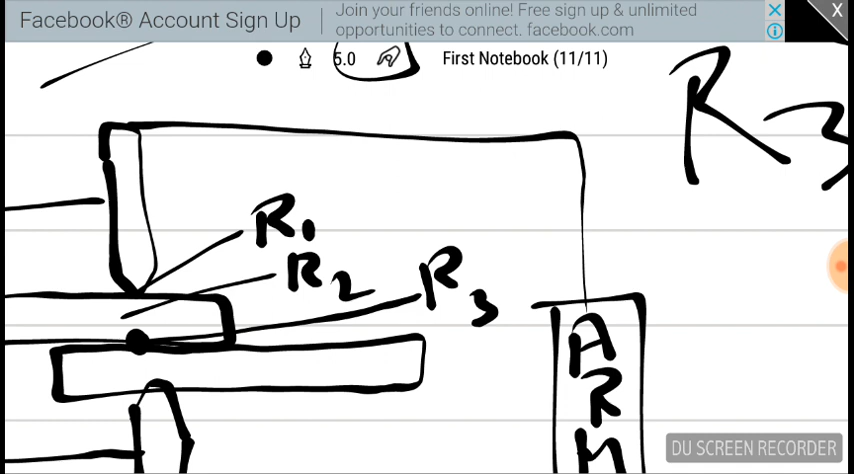 Facebook® Account Sign Up
Join your friends online! Free sign up & unlimited
opportunities to connect. facebook.com
X
5.0
First Notebook (11/11)
R3
R1
R2
R3
A
R
M
DU SCREEN RECORDER